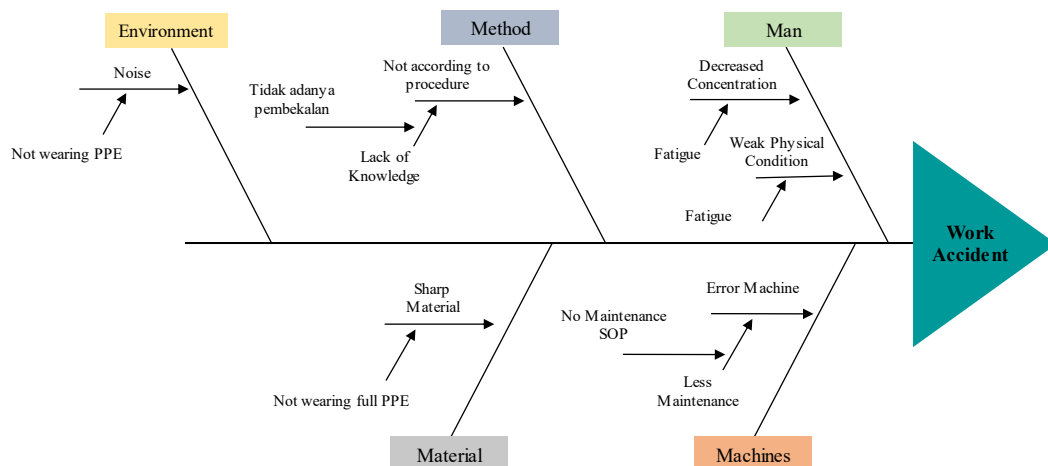 Environment
Method
Man
Noise
Not wearing PPE
Tidak adanya
pembekalan
Not according to
procedure
Lack of
Knowledge
Decreased
Concentration
Fatigue
Weak Physical
Condition
Fatigue
Work
Accident
Sharp
Material
Not wearing full PPE
No Maintenance
SOP
Error Machine
Less
Maintenance
Material
Machines